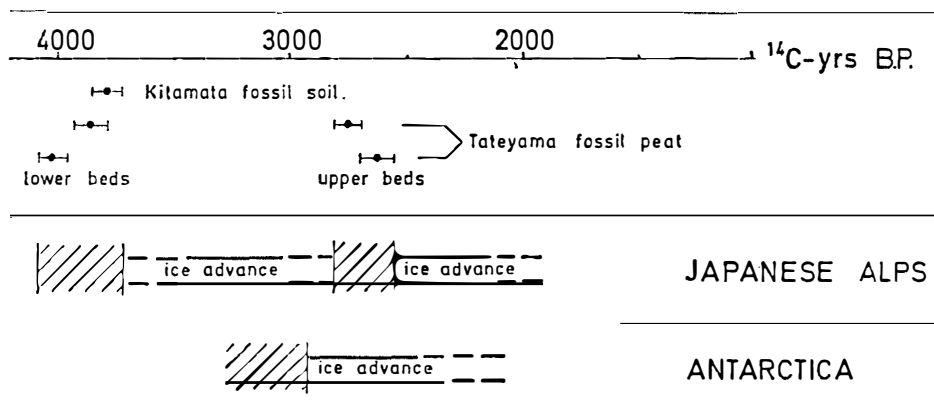 4000 3000 2000 ¹⁴C-yrs B.P.
Kitamata fossil soil.
Tateyama fossil peat
lower beds upper beds
ice advance ice advance JAPANESE ALPS
ice advance ANTARCTICA